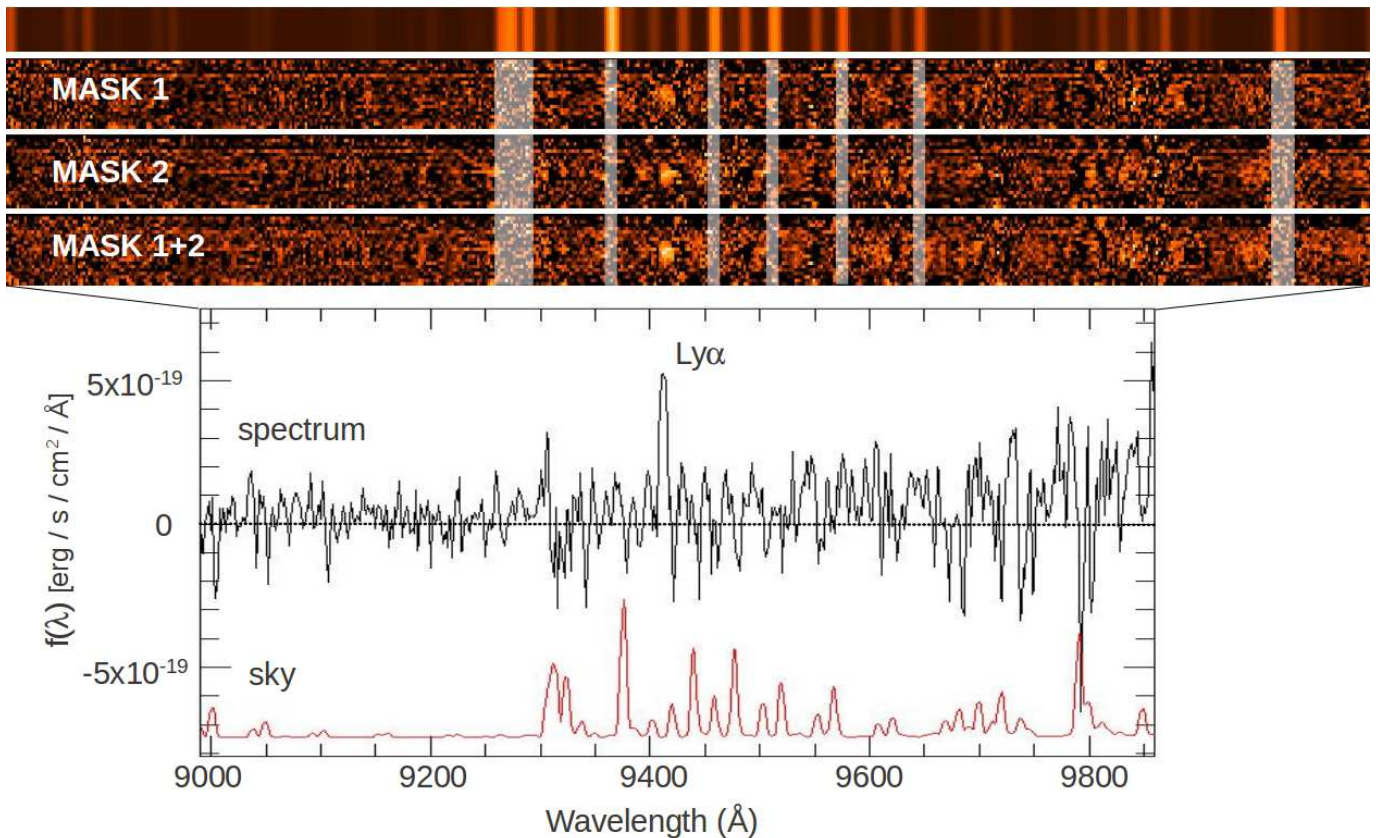 MASK 1
MASK 2
MASK 1+2
Lyα
5x10⁻¹⁹
spectrum
0
-5x10⁻¹⁹
sky
f(λ) [erg / s / cm² / Å]
9000 9200 9400 9600 9800
Wavelength (Å)